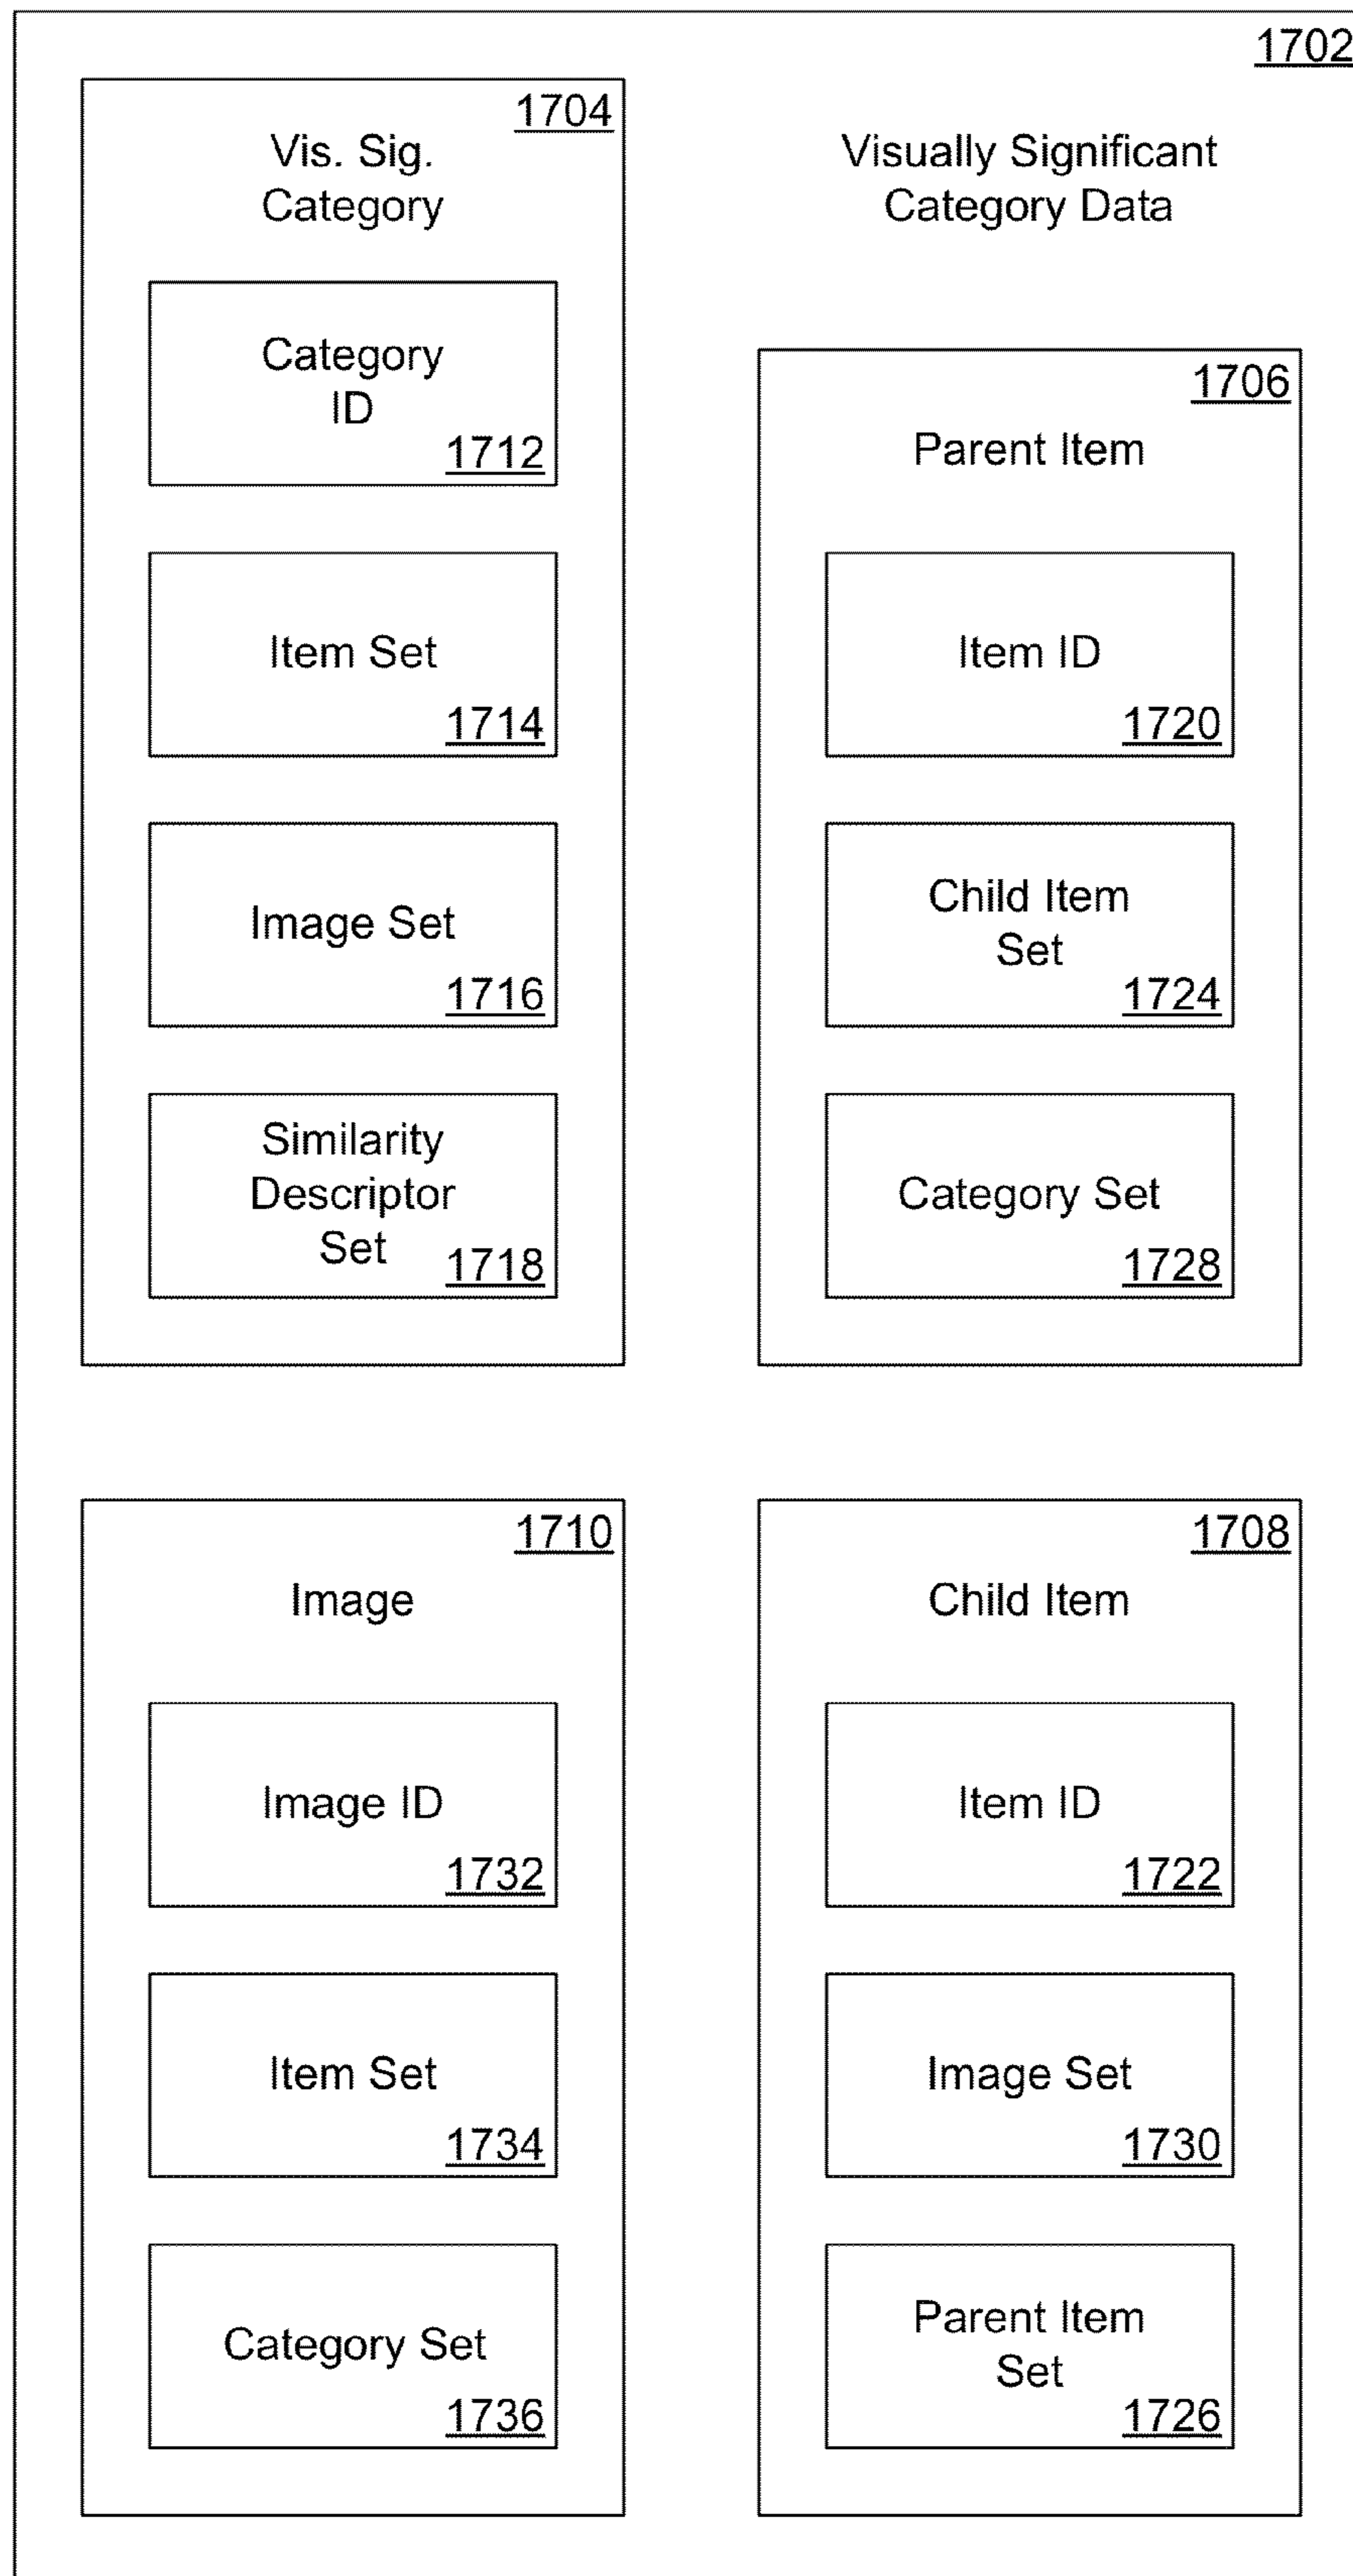 1702
1704
Vis. Sig.
Category
Visually Significant
Category Data
Category
ID
1712
Item Set
1714
Image Set
1716
Similarity
Descriptor
Set
1718
1706
Parent Item
Item ID
1720
Child Item
Set
1724
Category Set
1728
1710
Image
Image ID
1732
Item Set
1734
Category Set
1736
1708
Child Item
Item ID
1722
Image Set
1730
Parent Item
Set
1726